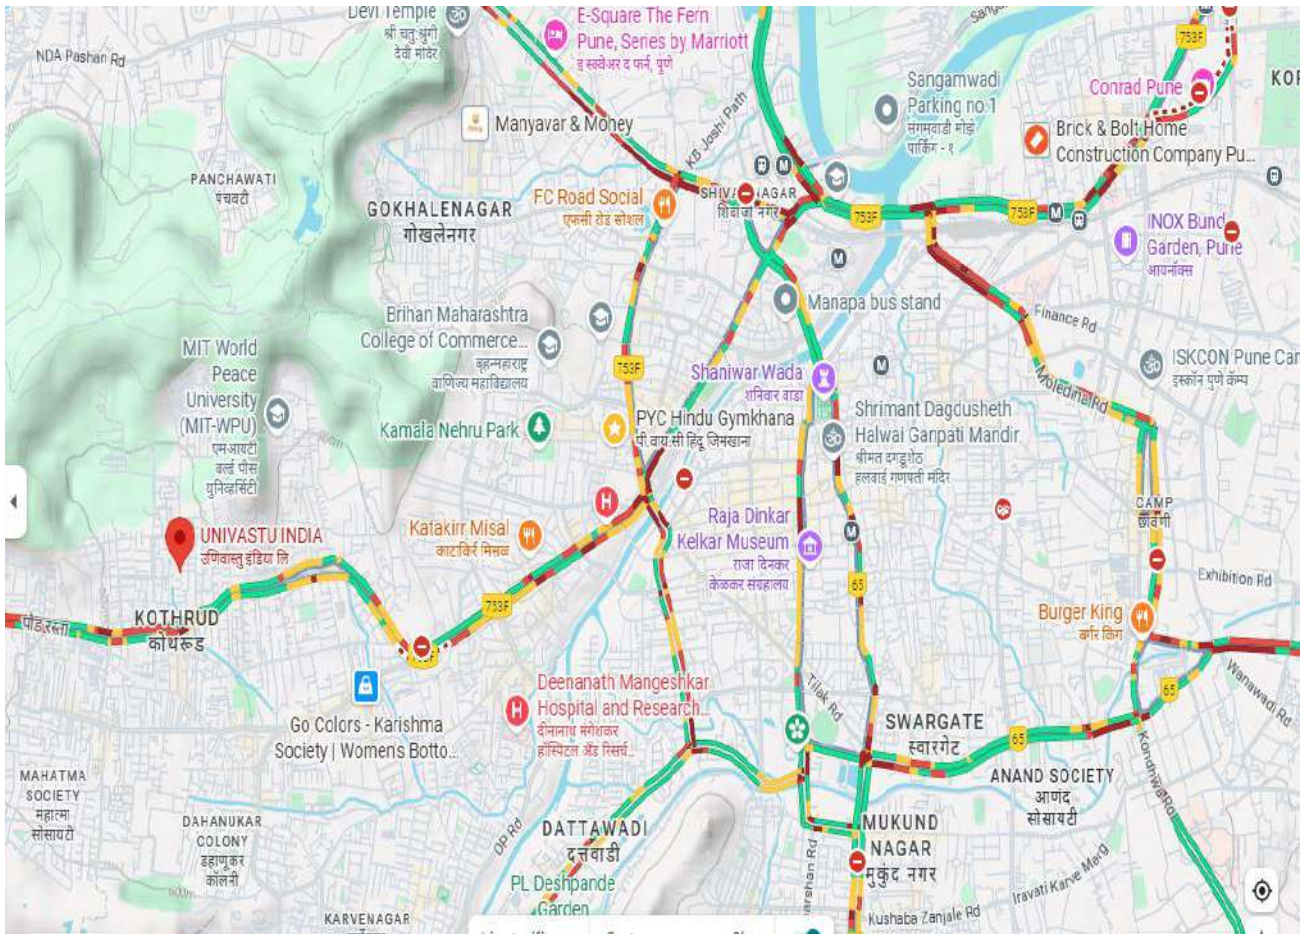 Devi Temple
श्री चतुःश्रृंगी
देवी मंदिर
E-Square The Fern
Pune, Series by Marriott
इ स्क्वेअर द फर्न, पुणे
NDA Pashan Rd
753F
Conrad Pune
Sangamwadi
Parking no 1
संगमवाडी मोझे
पार्किंग - १
Manyavar & Mohey
KB Joshi Path
Brick & Bolt Home
Construction Company Pu...
PANCHAWATI
पंचवटी
FC Road Social
एफसी रोड सोशल
SHIVAJINAGAR
शिवाजी नगर
GOKHALENAGAR
गोखलेनगर
753F
753F
INOX Bund
Garden, Pune
आयनॉक्स
Manapa bus stand
Finance Rd
Brihan Maharashtra
College of Commerce...
बृहन्महाराष्ट्र
वाणिज्य महाविद्यालय
MIT World
Peace
University
(MIT-WPU)
एमआयटी
वर्ल्ड पीस
युनिव्हर्सिटी
753F
Shaniwar Wada
शनिवार वाडा
ISKCON Pune Cam
इस्कॉन पुणे कॅम्प
Moledina Rd
Kamala Nehru Park
PYC Hindu Gymkhana
पी.वाय.सी हिंदू जिमखाना
Shrimant Dagdusheth
Halwai Ganpati Mandir
श्रीमंत दगडूशेठ
हलवाई गणपती मंदिर
CAMP
छावणी
UNIVASTU INDIA
उणिवास्तु इंडिया लि
Katakirr Misal
काटाकिर्र मिसळ
Raja Dinkar
Kelkar Museum
राजा दिनकर
केळकर संग्रहालय
65
Exhibition Rd
753F
Burger King
बर्गर किंग
KOTHRUD
कोथरूड
पौड रस्ता
Wanawadi Rd
65
Go Colors - Karishma
Society | Womens Botto...
Deenanath Mangeshkar
Hospital and Research...
दीनानाथ मंगेशकर
हॉस्पिटल अँड रिसर्च...
Tilak Rd
SWARGATE
स्वारगेट
65
Kondhwa Rd
MAHATMA
SOCIETY
महात्मा
सोसायटी
ANAND SOCIETY
आणंद
सोसायटी
DAHANUKAR
COLONY
डहाणूकर
कॉलनी
DP Rd
DATTAWADI
दत्तवाडी
MUKUND
NAGAR
मुकुंद नगर
PL Deshpande
Garden
Iravati Karve Marg
KARVENAGAR
Kushaba Zanjale Rd